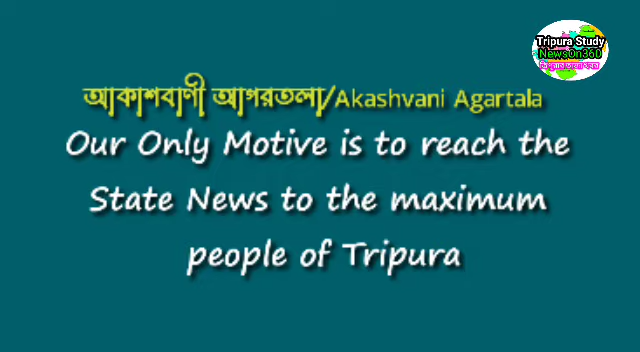 Tripura Study
NewsOn360
ত্রিপুরার তাজা খবর
আকাশবাণী আগরতলা/Akashvani Agartala
Our Only Motive is to reach the
State News to the maximum
people of Tripura